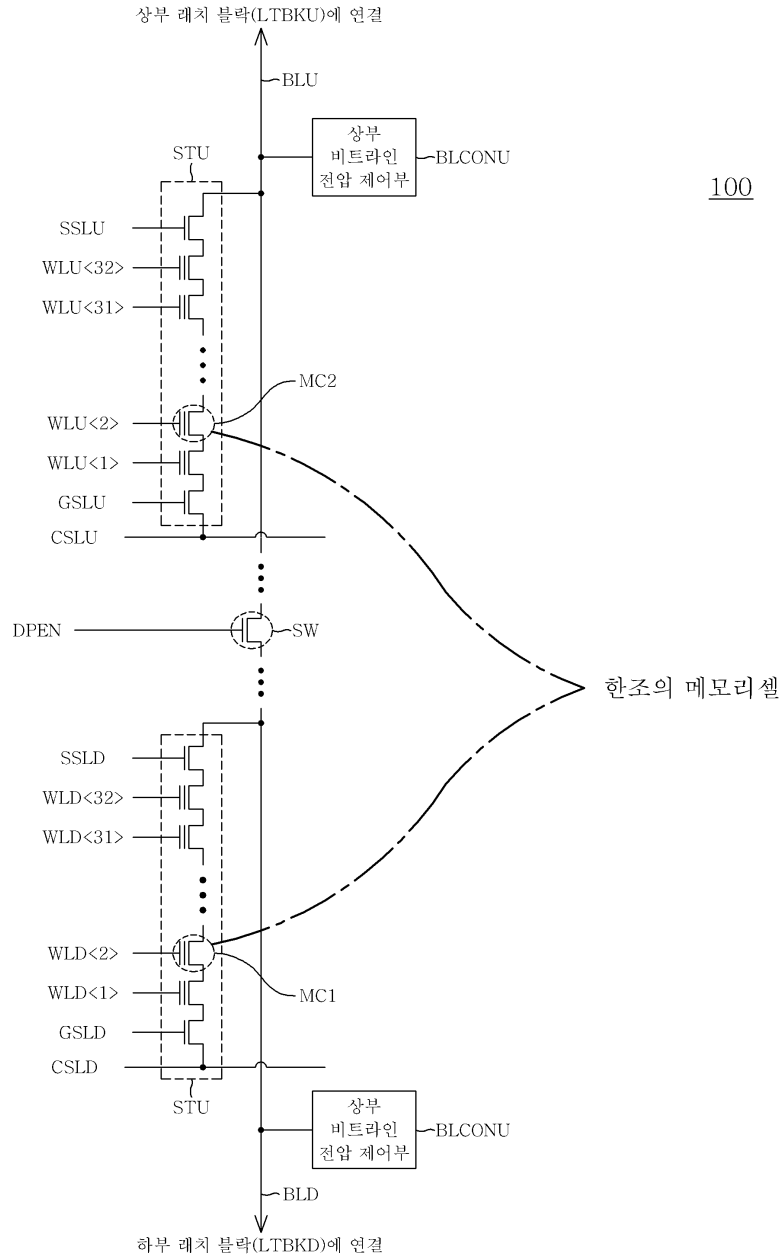 상부 래치 블락(LTBKU)에 연결
BLU
상부
비트라인
전압 제어부
BLCONU
STU
100
SSLU
WLU<32>
WLU<31>
MC2
WLU<2>
WLU<1>
GSLU
CSLU
DPEN
SW
한조의 메모리셀
SSLD
WLD<32>
WLD<31>
WLD<2>
WLD<1>
MC1
GSLD
CSLD
STU
상부
비트라인
전압 제어부
BLCONU
BLD
하부 래치 블락(LTBKD)에 연결